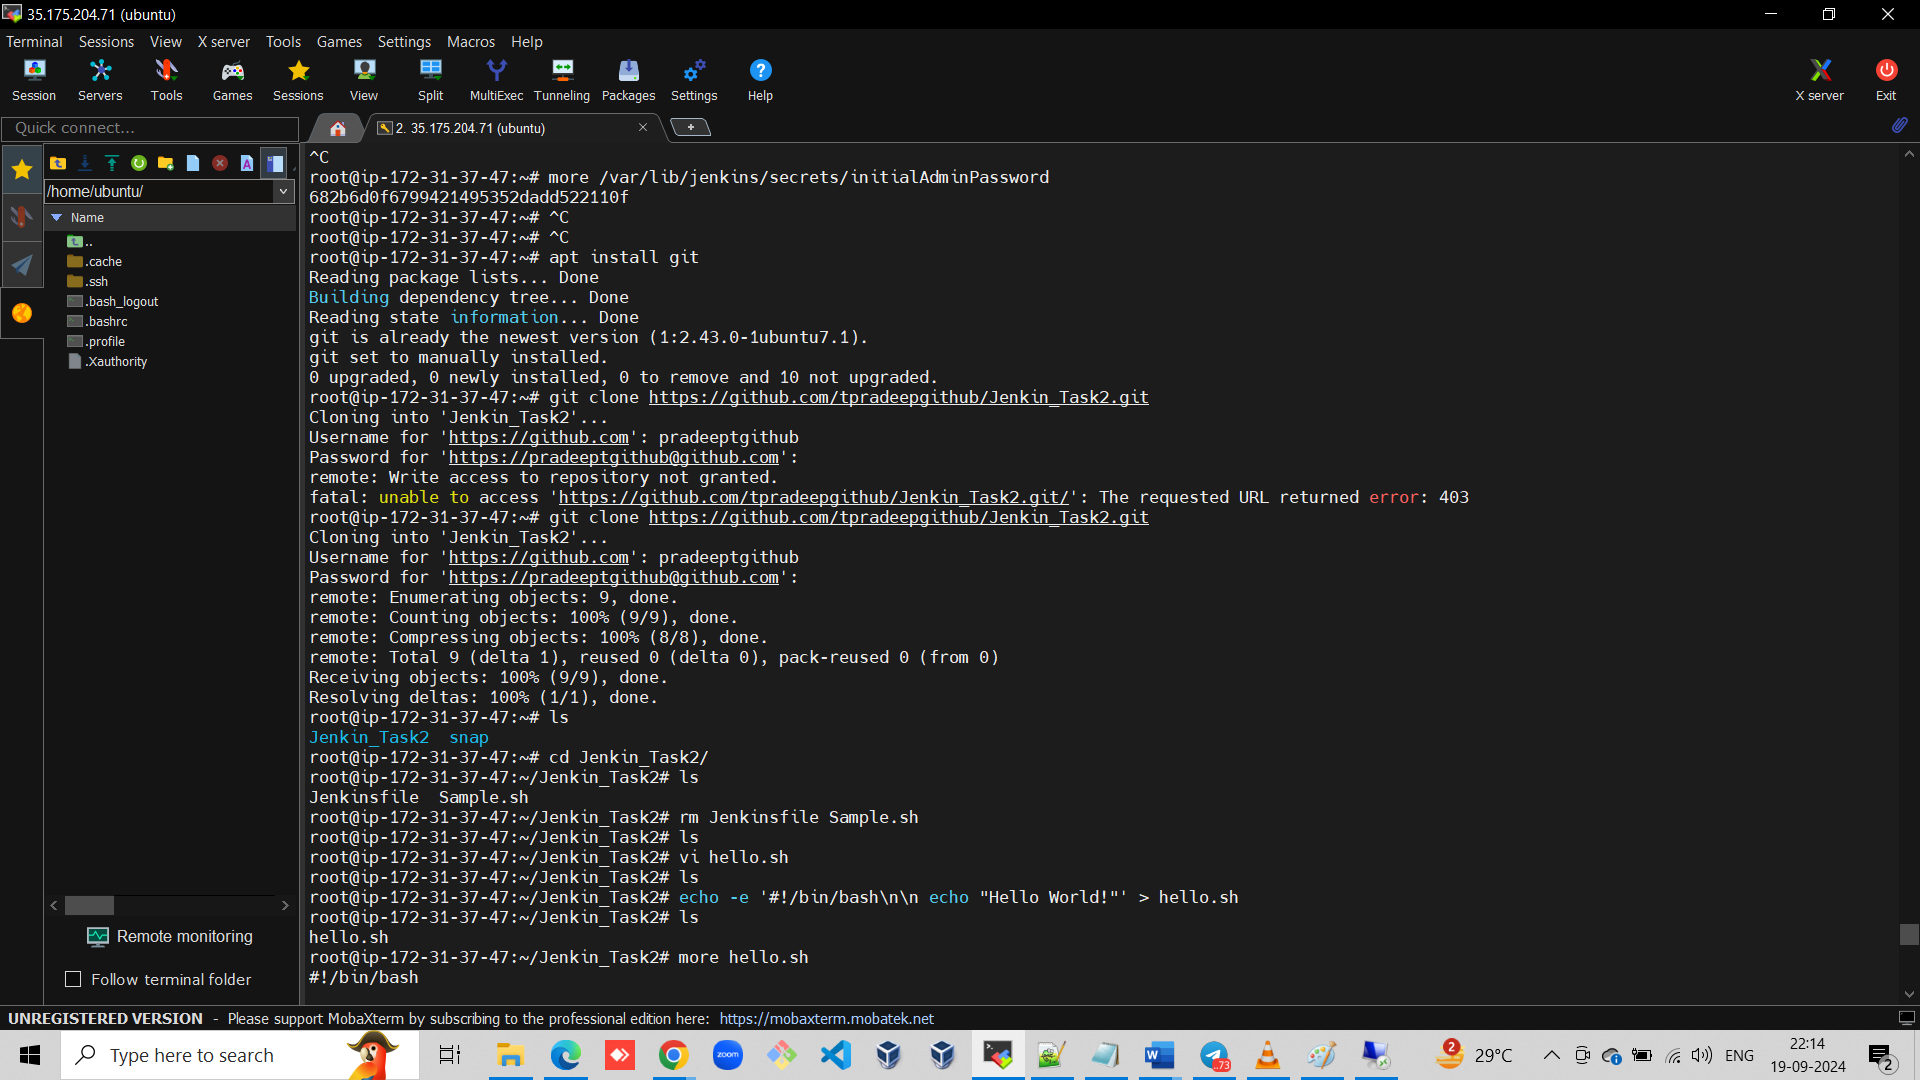 35.175.204.71 (ubuntu)
Terminal Sessions View X server Tools Games Settings Macros Help
Session Servers Tools Games Sessions View Split MultiExec Tunneling Packages Settings Help X server Exit
Quick connect...
2. 35.175.204.71 (ubuntu)
/home/ubuntu/
Name
..
.cache
.ssh
.bash_logout
.bashrc
.profile
.Xauthority
Remote monitoring
Follow terminal folder
^C
root@ip-172-31-37-47:~# more /var/lib/jenkins/secrets/initialAdminPassword
682b6d0f6799421495352dadd522110f
root@ip-172-31-37-47:~# ^C
root@ip-172-31-37-47:~# ^C
root@ip-172-31-37-47:~# apt install git
Reading package lists... Done
Building dependency tree... Done
Reading state information... Done
git is already the newest version (1:2.43.0-1ubuntu7.1).
git set to manually installed.
0 upgraded, 0 newly installed, 0 to remove and 10 not upgraded.
root@ip-172-31-37-47:~# git clone https://github.com/tpradeepgithub/Jenkin_Task2.git
Cloning into 'Jenkin_Task2'...
Username for 'https://github.com': pradeeptgithub
Password for 'https://pradeeptgithub@github.com':
remote: Write access to repository not granted.
fatal: unable to access 'https://github.com/tpradeepgithub/Jenkin_Task2.git/': The requested URL returned error: 403
root@ip-172-31-37-47:~# git clone https://github.com/tpradeepgithub/Jenkin_Task2.git
Cloning into 'Jenkin_Task2'...
Username for 'https://github.com': pradeeptgithub
Password for 'https://pradeeptgithub@github.com':
remote: Enumerating objects: 9, done.
remote: Counting objects: 100% (9/9), done.
remote: Compressing objects: 100% (8/8), done.
remote: Total 9 (delta 1), reused 0 (delta 0), pack-reused 0 (from 0)
Receiving objects: 100% (9/9), done.
Resolving deltas: 100% (1/1), done.
root@ip-172-31-37-47:~# ls
Jenkin_Task2  snap
root@ip-172-31-37-47:~# cd Jenkin_Task2/
root@ip-172-31-37-47:~/Jenkin_Task2# ls
Jenkinsfile  Sample.sh
root@ip-172-31-37-47:~/Jenkin_Task2# rm Jenkinsfile Sample.sh
root@ip-172-31-37-47:~/Jenkin_Task2# ls
root@ip-172-31-37-47:~/Jenkin_Task2# vi hello.sh
root@ip-172-31-37-47:~/Jenkin_Task2# ls
root@ip-172-31-37-47:~/Jenkin_Task2# echo -e '#!/bin/bash\n\n echo "Hello World!"' > hello.sh
root@ip-172-31-37-47:~/Jenkin_Task2# ls
hello.sh
root@ip-172-31-37-47:~/Jenkin_Task2# more hello.sh
#!/bin/bash
UNREGISTERED VERSION - Please support MobaXterm by subscribing to the professional edition here: https://mobaxterm.mobatek.net
Type here to search
zoom
..73
2
29°C
ENG
22:14
19-09-2024
2